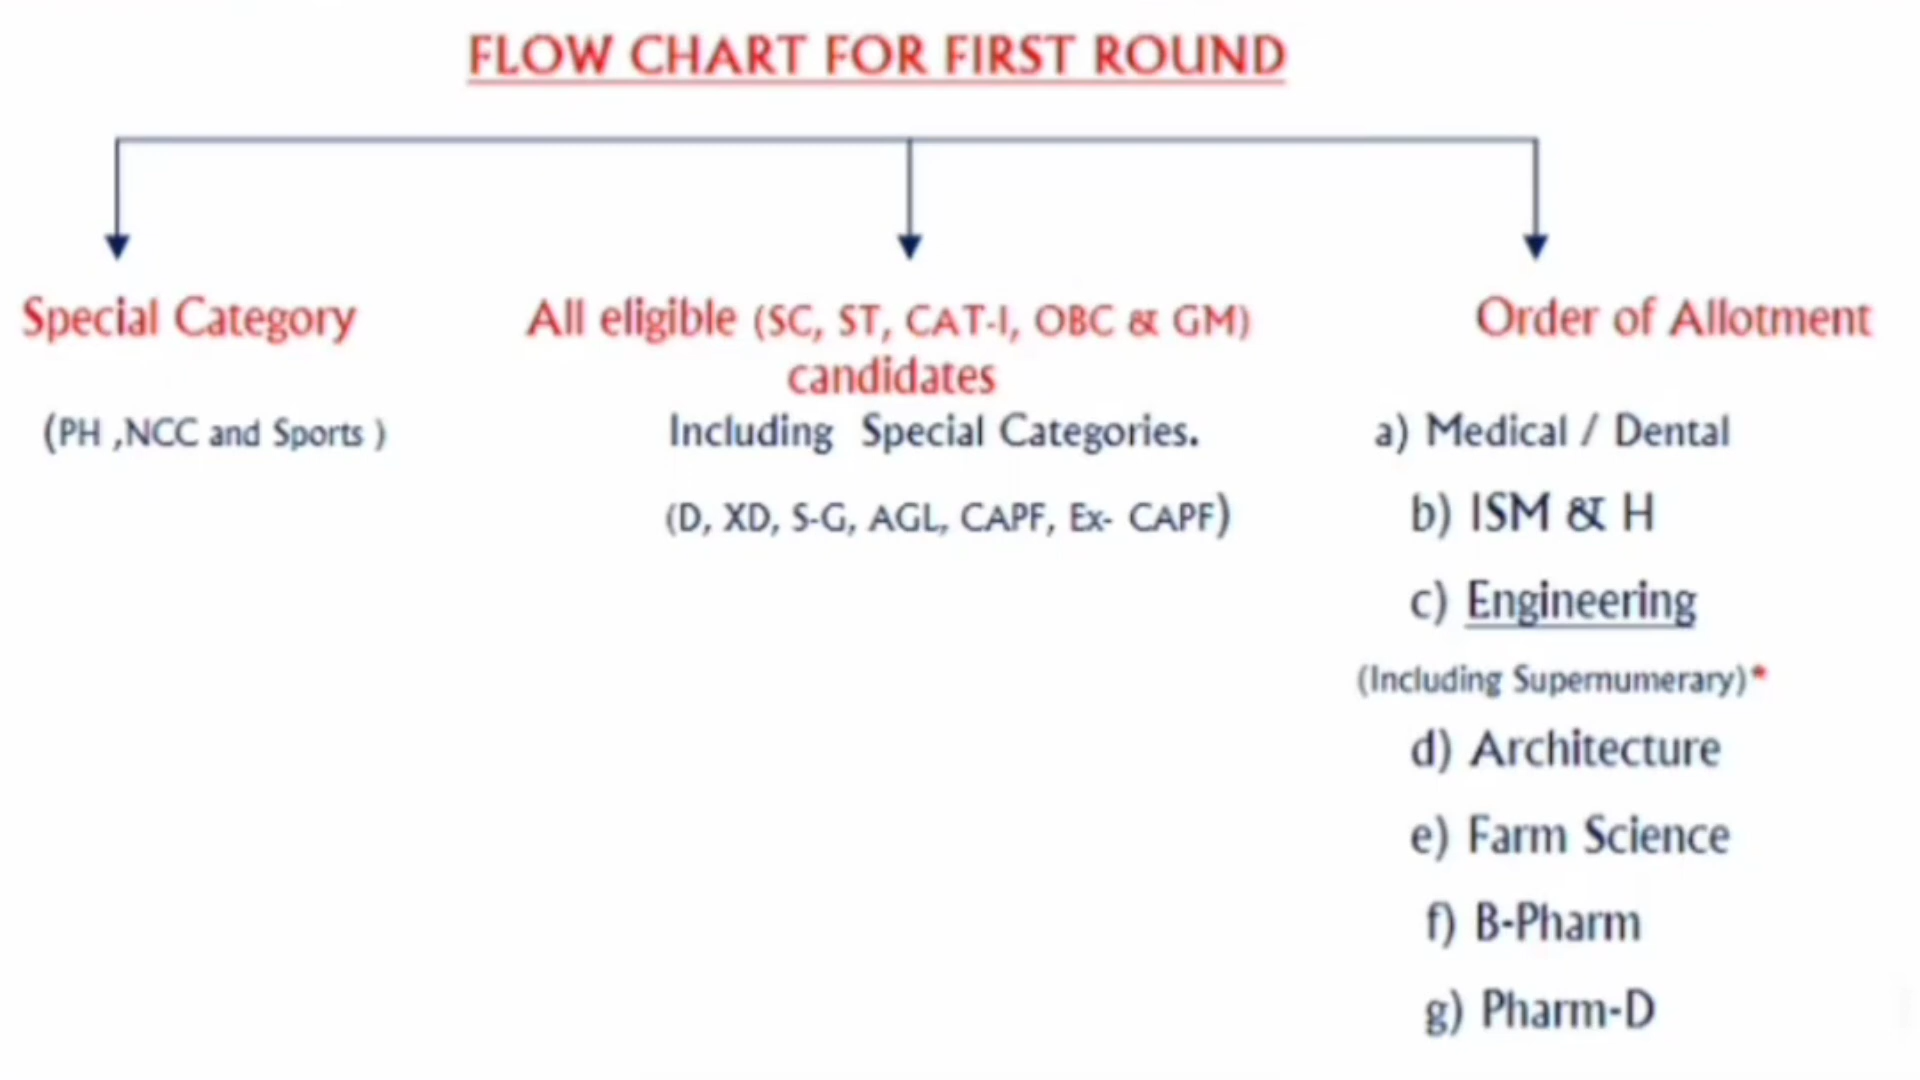 FLOW CHART FOR FIRST ROUND
Special Category
(PH ,NCC and Sports )
All eligible (SC, ST, CAT-I, OBC & GM)
candidates
Including Special Categories.
(D, XD, S-G, AGL, CAPF, Ex- CAPF)
Order of Allotment
a) Medical / Dental
b) ISM & H
c) Engineering
(Including Supernumerary)*
d) Architecture
e) Farm Science
f) B-Pharm
g) Pharm-D